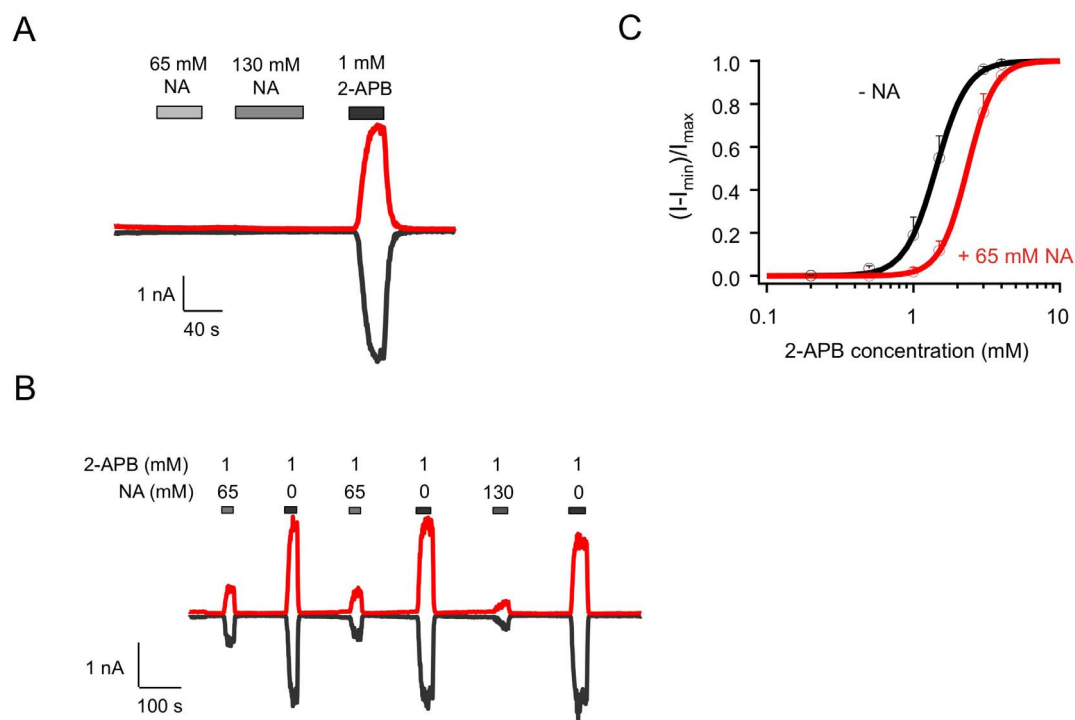 A
65 mM 130 mM 1 mM
NA NA 2-APB
1 nA
40 s
B
2-APB (mM) 1 1 1 1 1 1
NA (mM) 65 0 65 0 130 0
1 nA
100 s
C
(I-Imin)/Imax
1.0
0.8
0.6
0.4
0.2
0.0
- NA
+ 65 mM NA
0.1 1 10
2-APB concentration (mM)